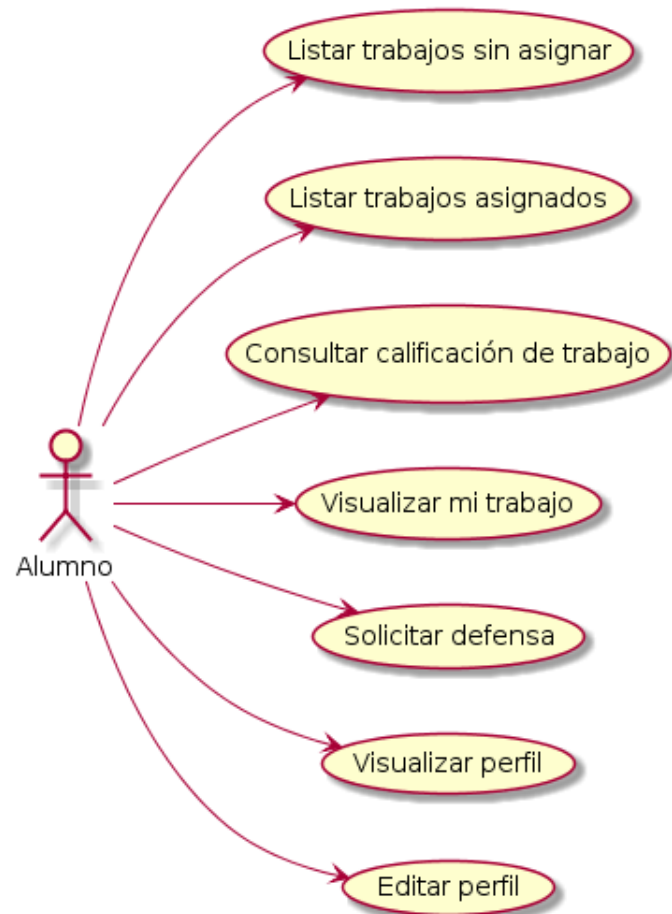 Listar trabajos sin asignar
Listar trabajos asignados
Consultar calificación de trabajo
Visualizar mi trabajo
Alumno
Solicitar defensa
Visualizar perfil
Editar perfil